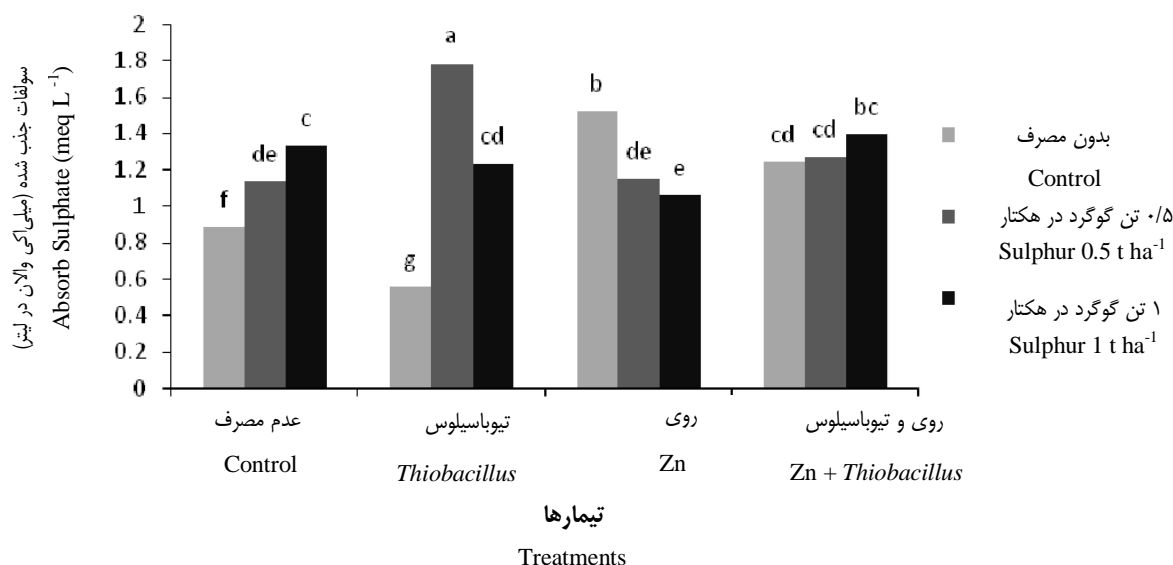 سولفات جذب شده (میلی‌اکی والان در لیتر)
Absorb Sulphate (meq L -1)
2
1.8
1.6
1.4
1.2
1
0.8
0.6
0.4
0.2
0
f
de
c
g
a
cd
b
de
e
cd
cd
bc
عدم مصرف
Control
تیوباسیلوس
Thiobacillus
روی
Zn
روی و تیوباسیلوس
Zn + Thiobacillus
تیمارها
Treatments
بدون مصرف
Control
۰/۵ تن گوگرد در هکتار
Sulphur 0.5 t ha-1
۱ تن گوگرد در هکتار
Sulphur 1 t ha-1